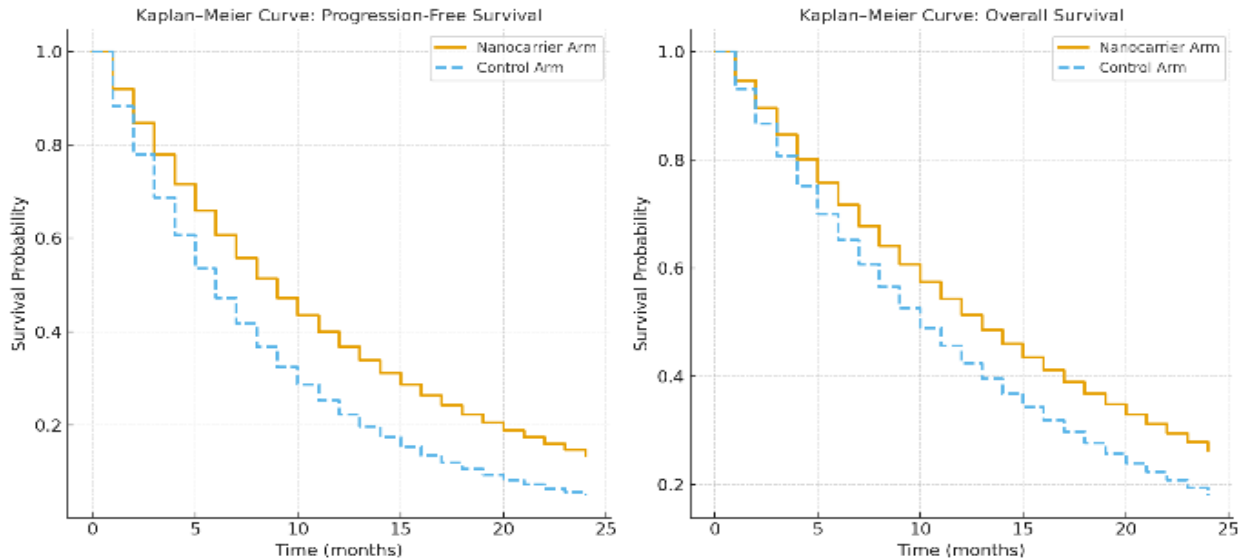 Kaplan–Meier Curve: Progression-Free Survival
Nanocarrier Arm
Control Arm
Survival Probability
1.0
0.8
0.6
0.4
0.2
0 5 10 15 20 25
Time (months)
Kaplan–Meier Curve: Overall Survival
Nanocarrier Arm
Control Arm
Survival Probability
1.0
0.8
0.6
0.4
0.2
0 5 10 15 20 25
Time (months)